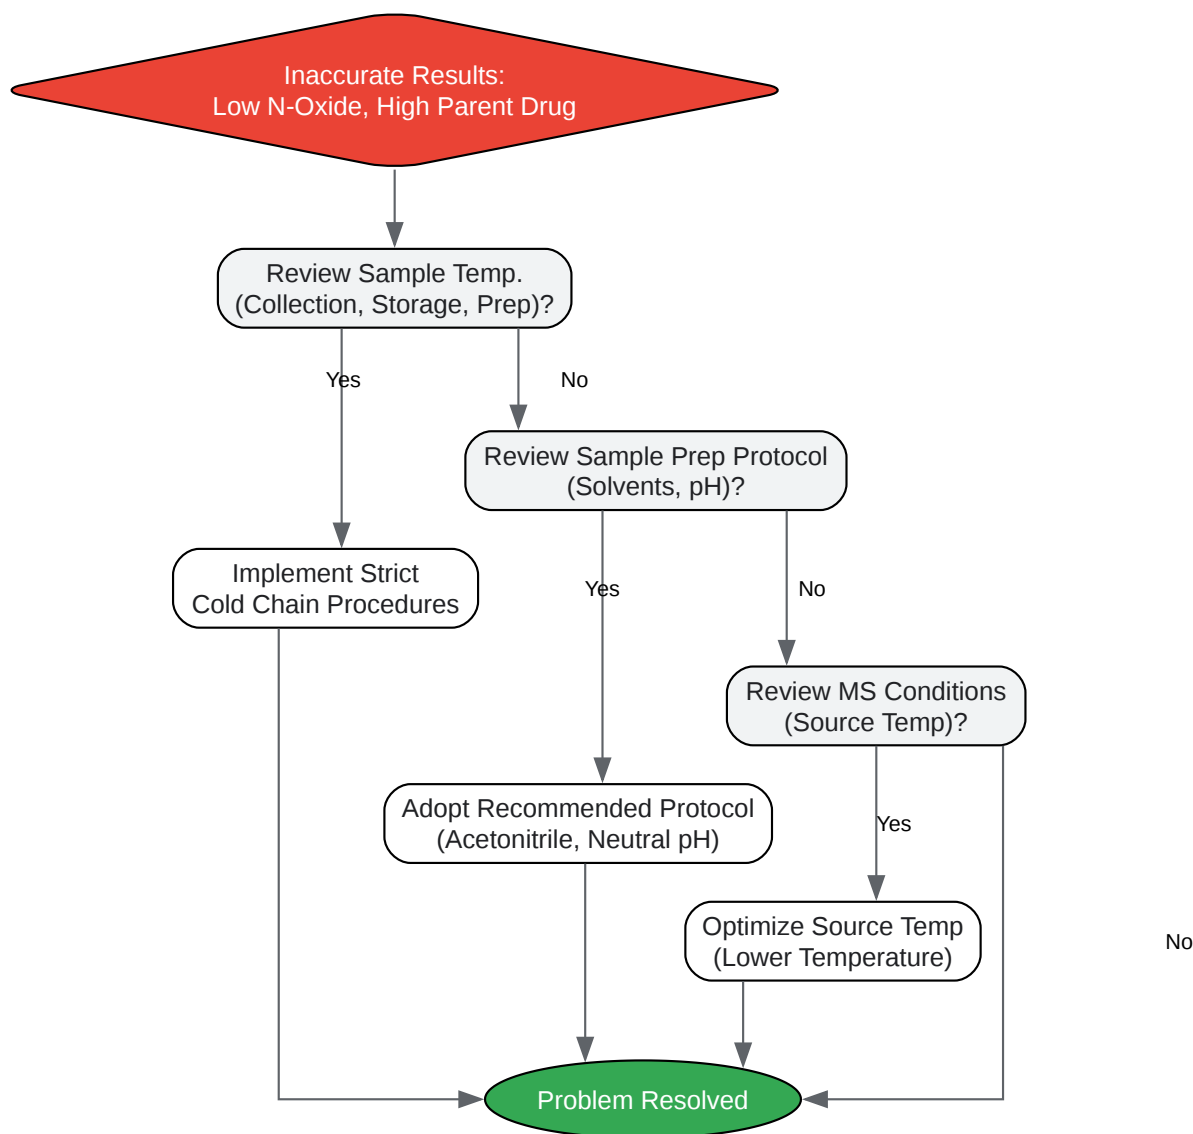 Inaccurate Results:
Low N-Oxide, High Parent Drug
Review Sample Temp.
(Collection, Storage, Prep)?
Yes
No
Review Sample Prep Protocol
(Solvents, pH)?
Implement Strict
Cold Chain Procedures
Yes
No
Review MS Conditions
(Source Temp)?
Adopt Recommended Protocol
(Acetonitrile, Neutral pH)
Yes
Optimize Source Temp
(Lower Temperature)
No
Problem Resolved